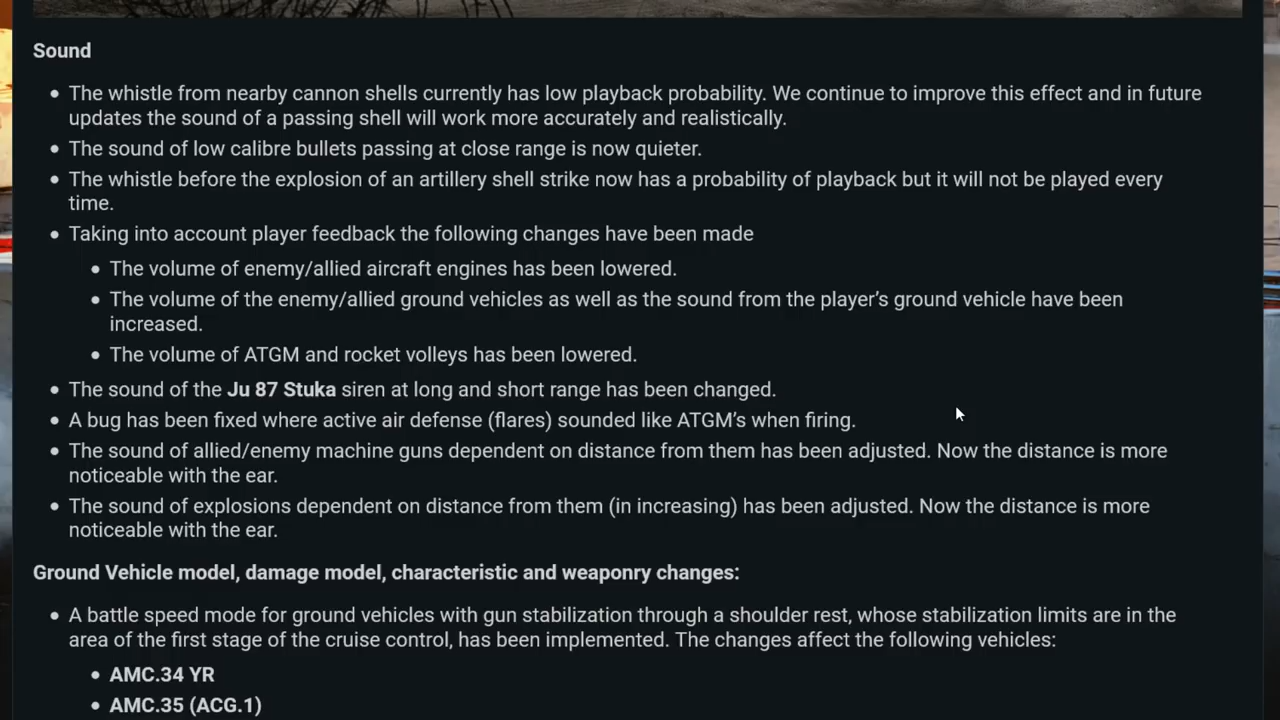 Sound
The whistle from nearby cannon shells currently has low playback probability. We continue to improve this effect and in future
updates the sound of a passing shell will work more accurately and realistically.
The sound of low calibre bullets passing at close range is now quieter.
The whistle before the explosion of an artillery shell strike now has a probability of playback but it will not be played every
time.
Taking into account player feedback the following changes have been made
The volume of enemy/allied aircraft engines has been lowered.
The volume of the enemy/allied ground vehicles as well as the sound from the player’s ground vehicle have been
increased.
The volume of ATGM and rocket volleys has been lowered.
The sound of the Ju 87 Stuka siren at long and short range has been changed.
A bug has been fixed where active air defense (flares) sounded like ATGM’s when firing.
The sound of allied/enemy machine guns dependent on distance from them has been adjusted. Now the distance is more
noticeable with the ear.
The sound of explosions dependent on distance from them (in increasing) has been adjusted. Now the distance is more
noticeable with the ear.
Ground Vehicle model, damage model, characteristic and weaponry changes:
A battle speed mode for ground vehicles with gun stabilization through a shoulder rest, whose stabilization limits are in the
area of the first stage of the cruise control, has been implemented. The changes affect the following vehicles:
AMC.34 YR
AMC.35 (ACG.1)